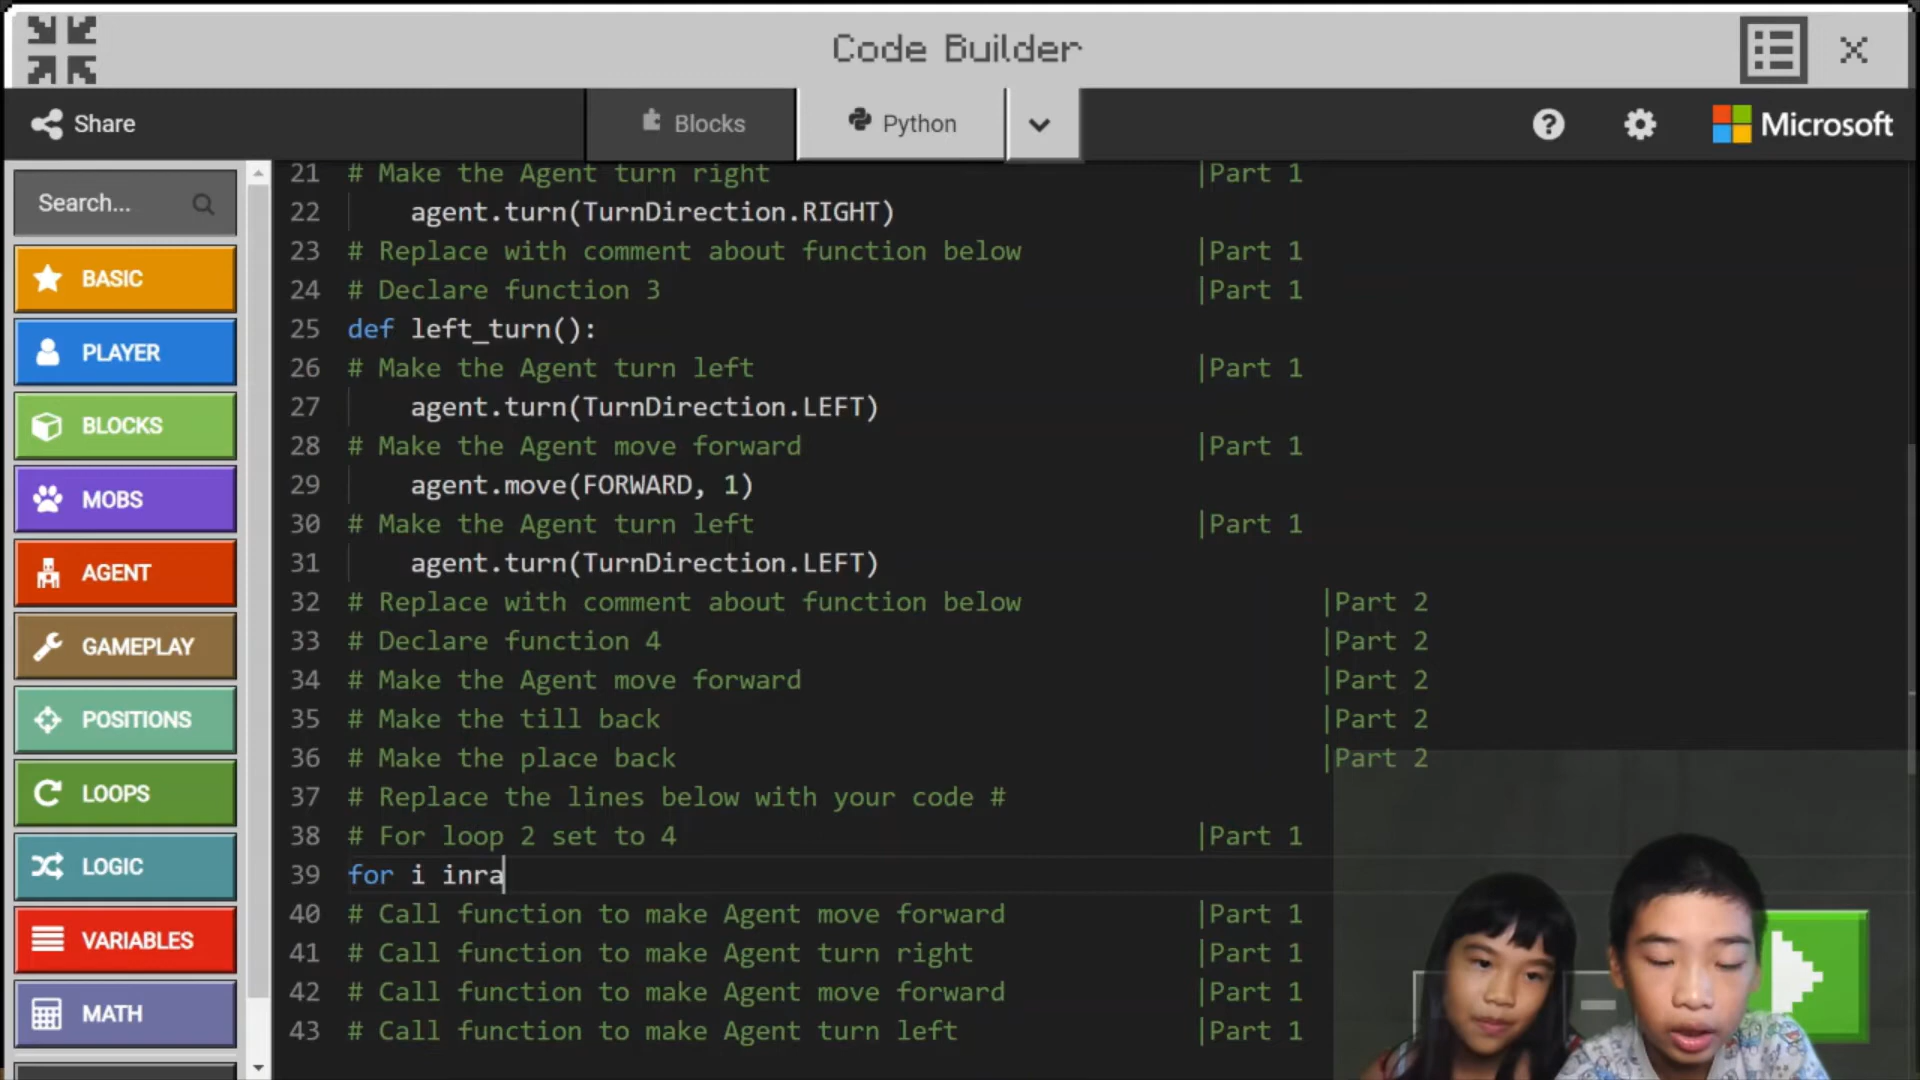 Code Builder
Share
Blocks
Python
Microsoft
Search...
BASIC
PLAYER
BLOCKS
MOBS
AGENT
GAMEPLAY
POSITIONS
LOOPS
LOGIC
VARIABLES
MATH
21 # Make the Agent turn right |Part 1
22 agent.turn(TurnDirection.RIGHT)
23 # Replace with comment about function below |Part 1
24 # Declare function 3 |Part 1
25 def left_turn():
26 # Make the Agent turn left |Part 1
27 agent.turn(TurnDirection.LEFT)
28 # Make the Agent move forward |Part 1
29 agent.move(FORWARD, 1)
30 # Make the Agent turn left |Part 1
31 agent.turn(TurnDirection.LEFT)
32 # Replace with comment about function below |Part 2
33 # Declare function 4 |Part 2
34 # Make the Agent move forward |Part 2
35 # Make the till back |Part 2
36 # Make the place back |Part 2
37 # Replace the lines below with your code #
38 # For loop 2 set to 4 |Part 1
39 for i inra
40 # Call function to make Agent move forward |Part 1
41 # Call function to make Agent turn right |Part 1
42 # Call function to make Agent move forward |Part 1
43 # Call function to make Agent turn left |Part 1